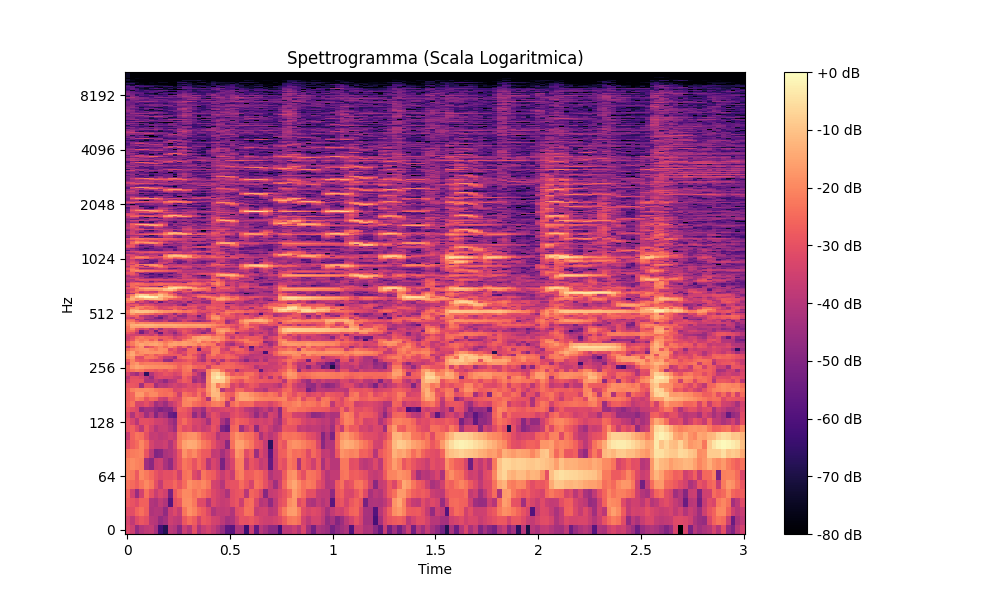 Spettrogramma (Scala Logaritmica)
Hz
8192
4096
2048
1024
512
256
128
64
0
0
0.5
1
1.5
2
2.5
3
Time
+0 dB
-10 dB
-20 dB
-30 dB
-40 dB
-50 dB
-60 dB
-70 dB
-80 dB